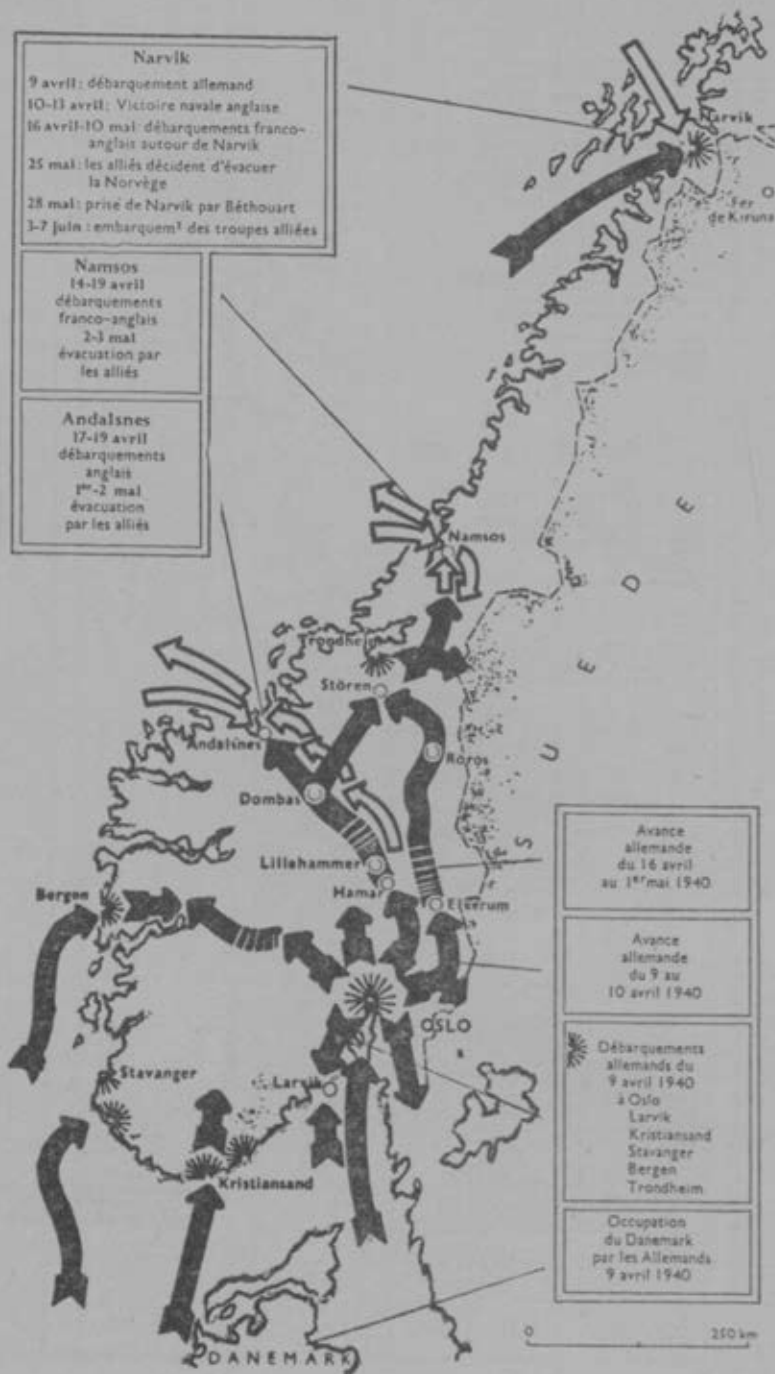 Narvik
9 avril : débarquement allemand
10-13 avril : Victoire navale anglaise
16 avril-10 mai : débarquements franco-
anglais autour de Narvik
25 mai : les alliés décident d'évacuer
la Norvège
28 mai : prise de Narvik par Béthouart
3-7 juin : embarquemt des troupes alliées
Namsos
14-19 avril
débarquements
franco-anglais
2-3 mai
évacuation par
les alliés
Andalsnes
17-19 avril
débarquements
anglais
1er-2 mai
évacuation
par les alliés
Narvik
Fer
de Kiruna
Namsos
Trondheim
Stören
Andalsnes
Röros
Dombas
Lillehammer
Hamar
Elverum
Bergen
OSLO
Stavanger
Larvik
Kristiansand
SUEDE
DANEMARK
Avance
allemande
du 16 avril
au 1er mai 1940
Avance
allemande
du 9 au
10 avril 1940
Débarquements
allemands du
9 avril 1940
à Oslo
Larvik
Kristiansand
Stavanger
Bergen
Trondheim
Occupation
du Danemark
par les Allemands
9 avril 1940
0 250 km